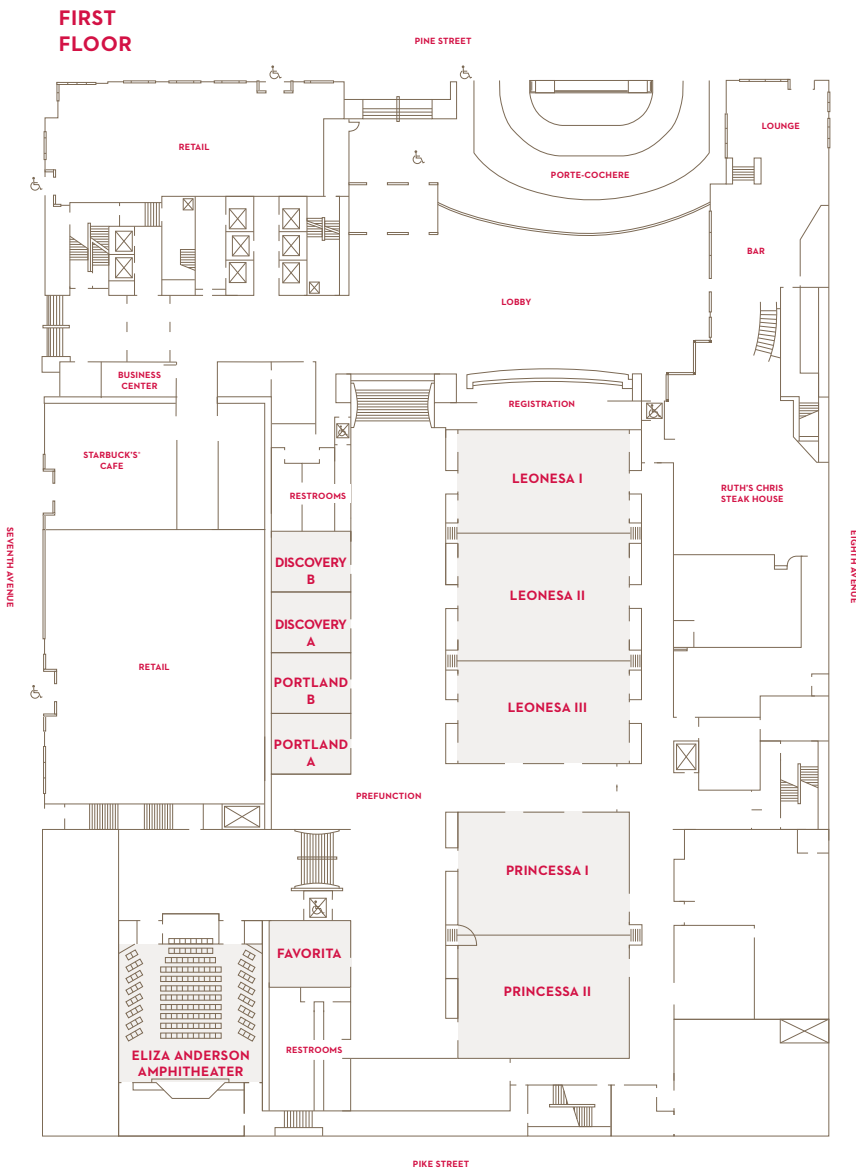 FIRST
FLOOR
PINE STREET
LOUNGE
RETAIL
PORTE-COCHERE
BAR
LOBBY
BUSINESS
CENTER
REGISTRATION
STARBUCK'S'
CAFE
LEONESA I
RUTH'S CHRIS
STEAK HOUSE
RESTROOMS
SEVENTH AVENUE
EIGHTH AVENUE
DISCOVERY
B
LEONESA II
DISCOVERY
A
RETAIL
PORTLAND
B
LEONESA III
PORTLAND
A
PREFUNCTION
PRINCESSA I
FAVORITA
PRINCESSA II
RESTROOMS
ELIZA ANDERSON
AMPHITHEATER
PIKE STREET